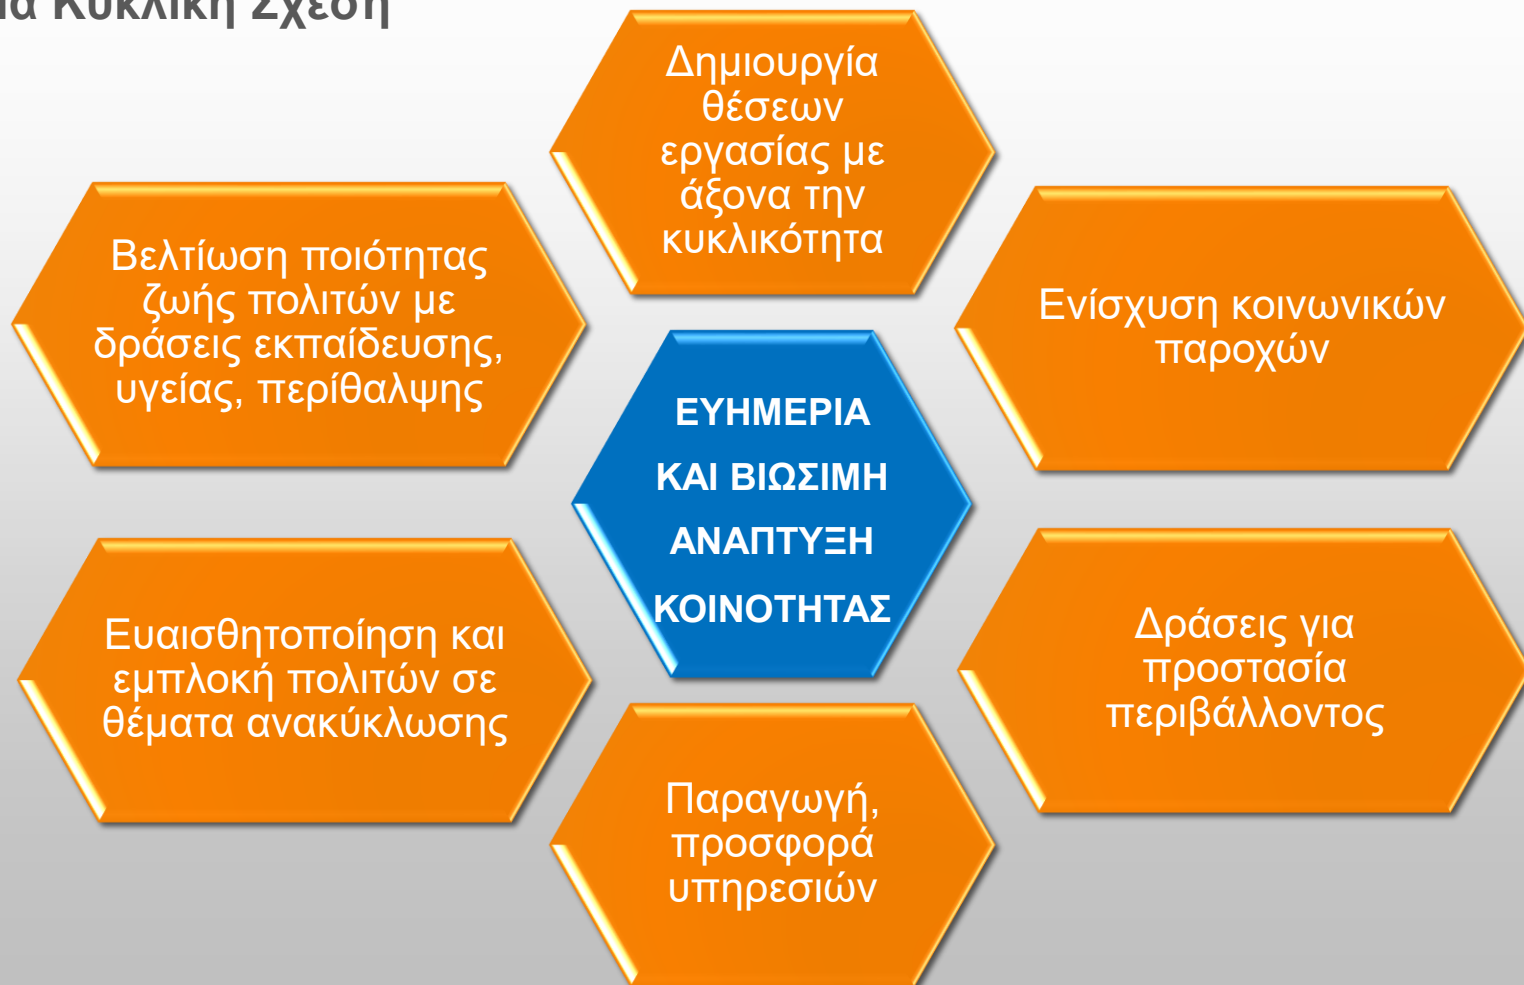 Κυκλική Σχέση
Δημιουργία
θέσεων
εργασίας με
άξονα την
κυκλικότητα
Βελτίωση ποιότητας
ζωής πολιτών με
δράσεις εκπαίδευσης,
υγείας, περίθαλψης
Ενίσχυση κοινωνικών
παροχών
ΕΥΗΜΕΡΙΑ
ΚΑΙ ΒΙΩΣΙΜΗ
ΑΝΑΠΤΥΞΗ
ΚΟΙΝΟΤΗΤΑΣ
Ευαισθητοποίηση και
εμπλοκή πολιτών σε
θέματα ανακύκλωσης
Δράσεις για
προστασία
περιβάλλοντος
Παραγωγή,
προσφορά
υπηρεσιών